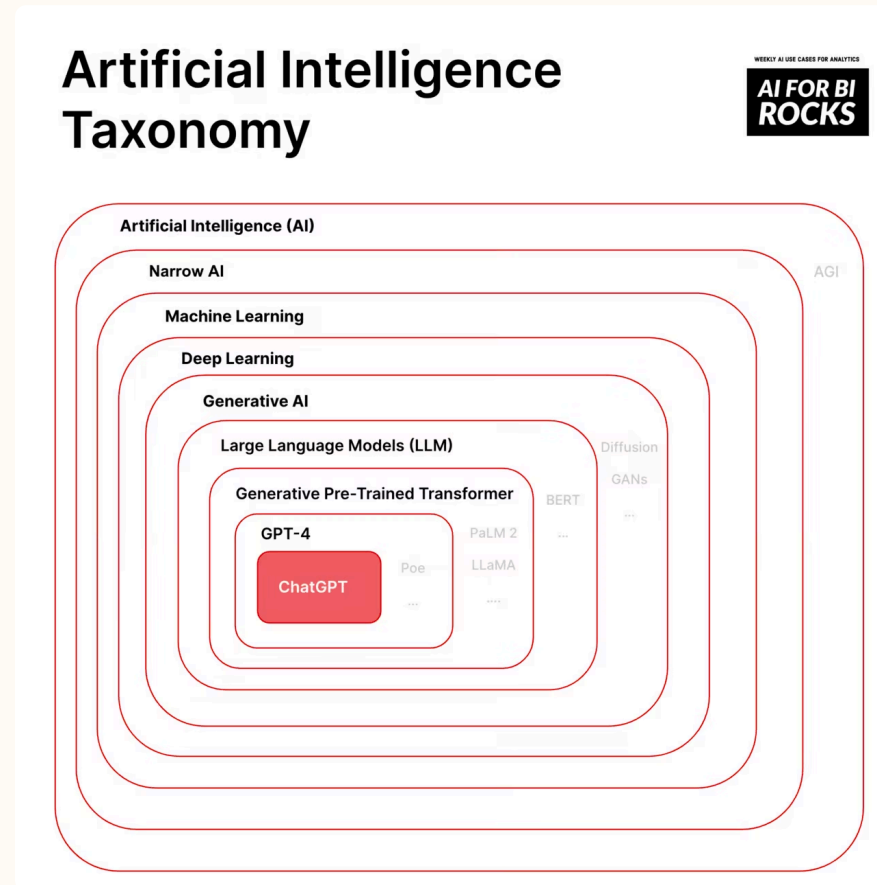 Artificial Intelligence
Taxonomy
WEEKLY AI USE CASES FOR ANALYTICS
AI FOR BI
ROCKS
Artificial Intelligence (AI)
Narrow AI
AGI
Machine Learning
Deep Learning
Generative AI
Large Language Models (LLM)
Diffusion
GANs
...
Generative Pre-Trained Transformer
BERT
...
GPT-4
PaLM 2
LLaMA
....
ChatGPT
Poe
...